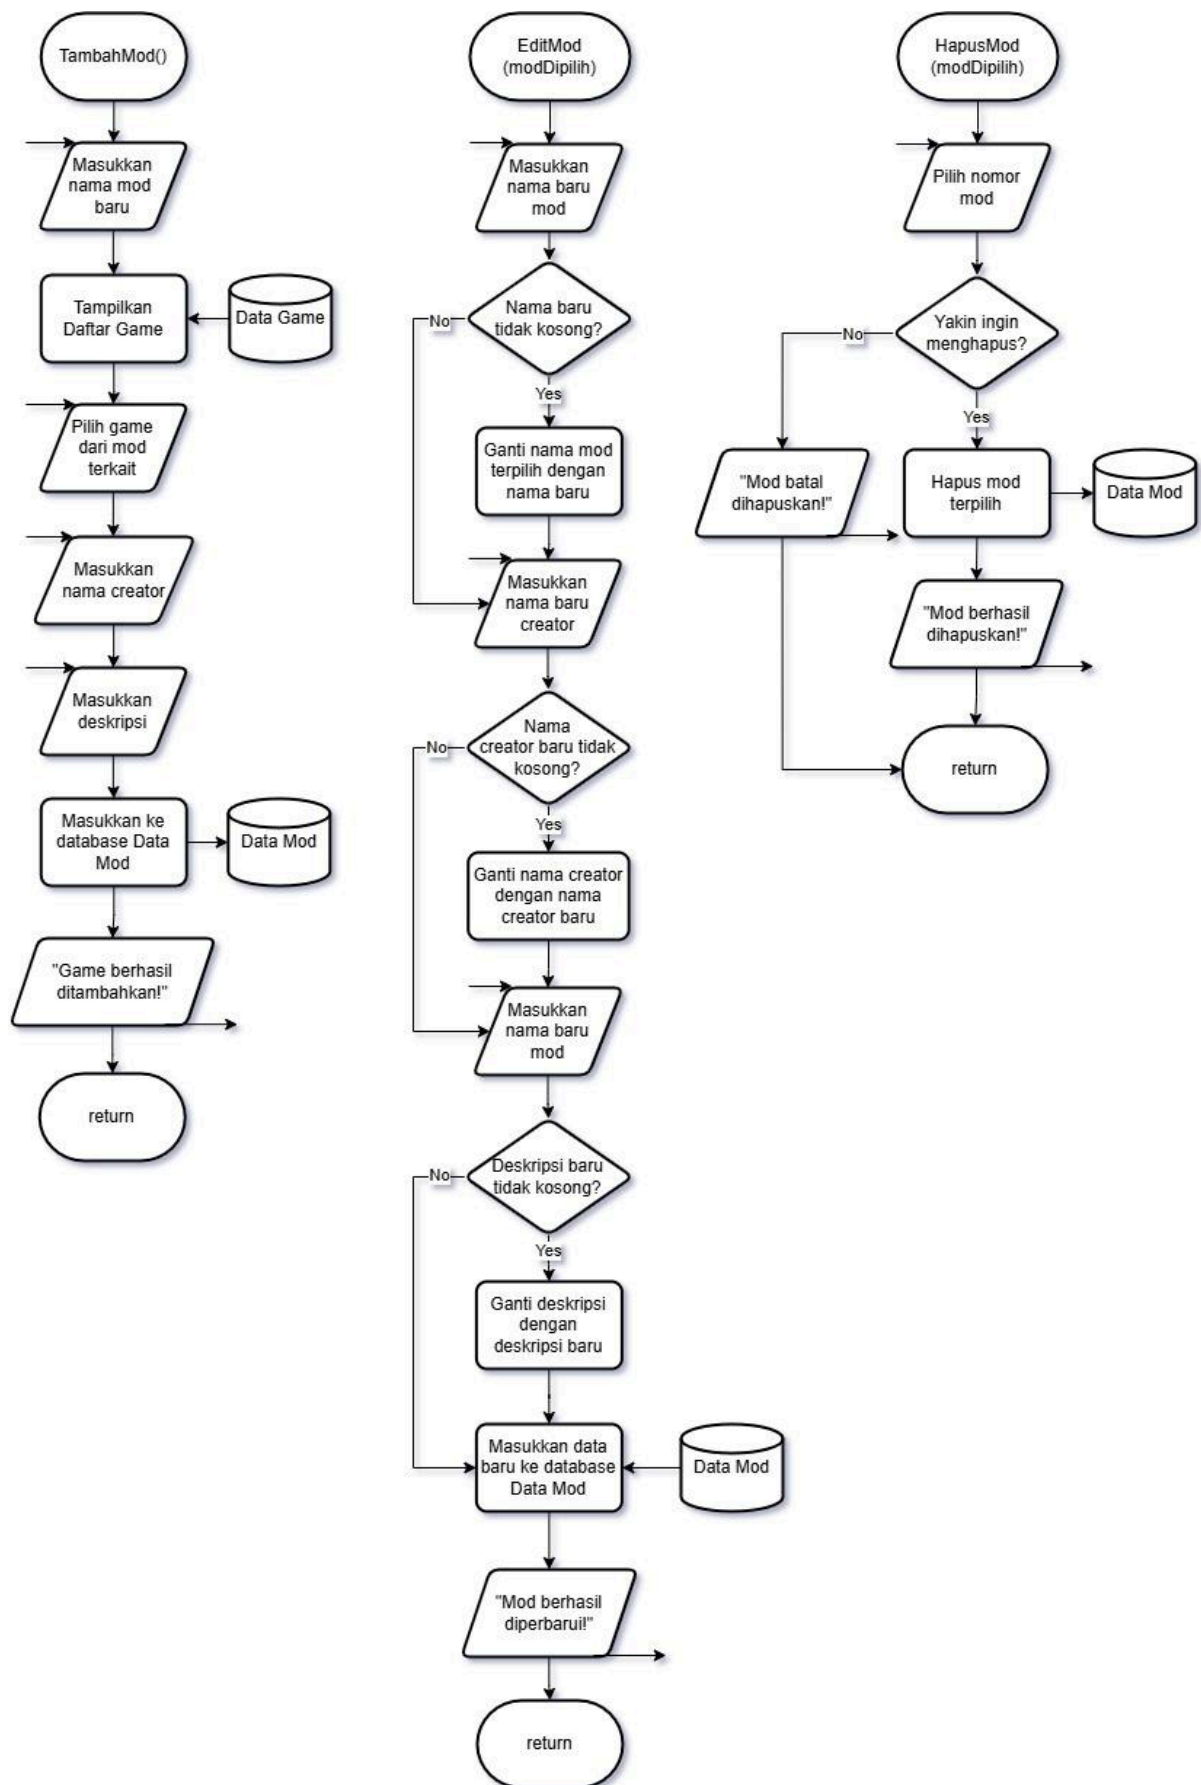 TambahMod()
Masukkan
nama mod
baru
Tampilkan
Daftar Game
Data Game
Pilih game
dari mod
terkait
Masukkan
nama creator
Masukkan
deskripsi
Masukkan ke
database Data
Mod
Data Mod
"Game berhasil
ditambahkan!"
return
EditMod
(modDipilih)
Masukkan
nama baru
mod
Nama baru
tidak kosong?
No
Yes
Ganti nama mod
terpilih dengan
nama baru
Masukkan
nama baru
creator
Nama
creator baru tidak
kosong?
No
Yes
Ganti nama creator
dengan nama
creator baru
Masukkan
nama baru
mod
Deskripsi baru
tidak kosong?
No
Yes
Ganti deskripsi
dengan
deskripsi baru
Masukkan data
baru ke database
Data Mod
Data Mod
"Mod berhasil
diperbarui!"
return
HapusMod
(modDipilih)
Pilih nomor
mod
Yakin ingin
menghapus?
No
Yes
"Mod batal
dihapuskan!"
Hapus mod
terpilih
Data Mod
"Mod berhasil
dihapuskan!"
return